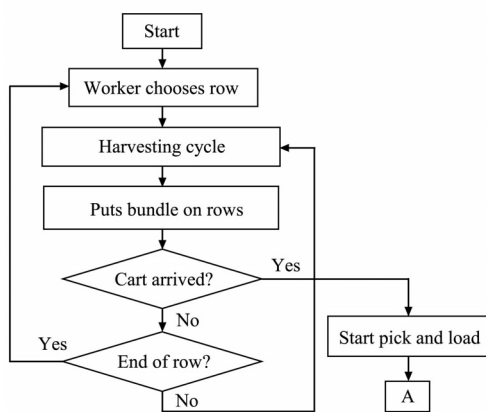 Start
Worker chooses row
Harvesting cycle
Puts bundle on rows
Cart arrived?
Yes
No
Start pick and load
Yes
End of row?
No
A